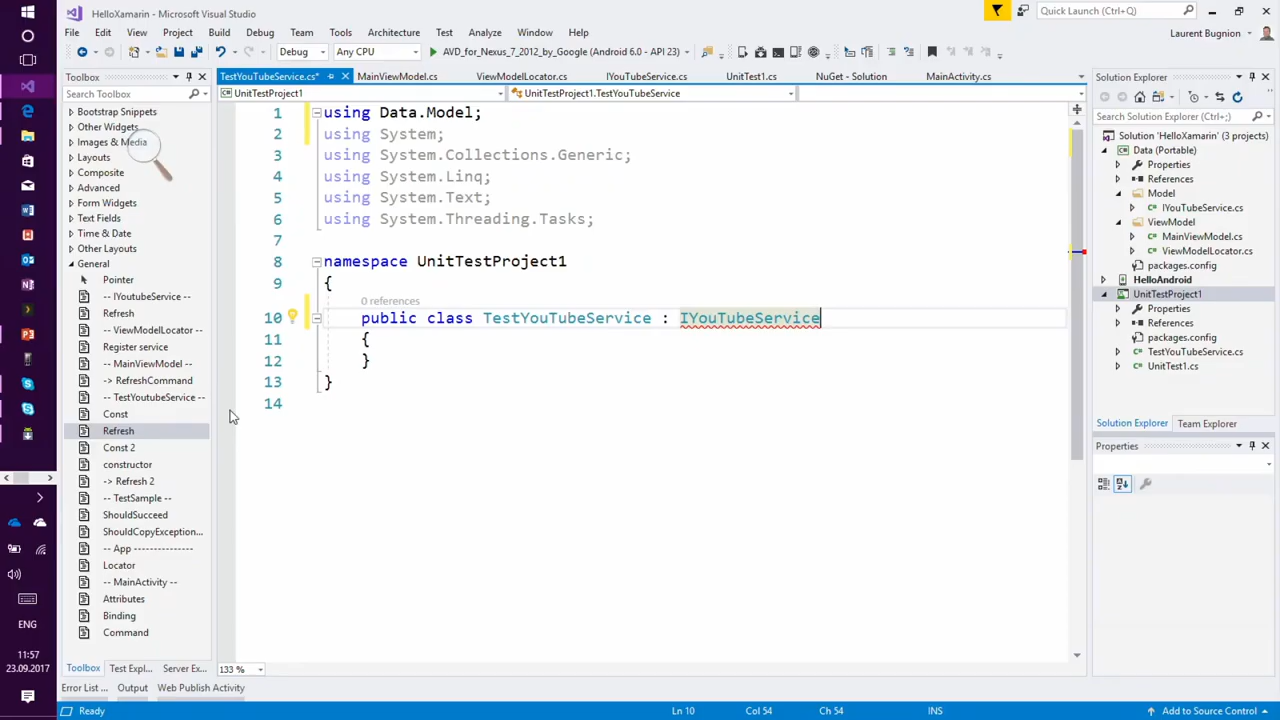 HelloXamarin - Microsoft Visual Studio
Quick Launch (Ctrl+Q)
File Edit View Project Build Debug Team Tools Architecture Test Analyze Window Help
Laurent Bugnion
Debug Any CPU AVD_for_Nexus_7_2012_by_Google (Android 6.0 - API 23)
Toolbox
TestYouTubeService.cs* MainViewModel.cs ViewModelLocator.cs IYouTubeService.cs UnitTest1.cs NuGet - Solution MainActivity.cs
Solution Explorer
Search Toolbox
UnitTestProject1 UnitTestProject1.TestYouTubeService
Bootstrap Snippets
Other Widgets
Images & Media
Layouts
Composite
Advanced
Form Widgets
Text Fields
Time & Date
Other Layouts
General
Pointer
-- IYoutubeService --
Refresh
-- ViewModelLocator --
Register service
-- MainViewModel --
-> RefreshCommand
-- TestYoutubeService --
Const
Refresh
Const 2
constructor
-> Refresh 2
-- TestSample --
ShouldSucceed
ShouldCopyException...
-- App --------------
Locator
-- MainActivity --
Attributes
Binding
Command
1 using Data.Model;
2 using System;
3 using System.Collections.Generic;
4 using System.Linq;
5 using System.Text;
6 using System.Threading.Tasks;
7
8 namespace UnitTestProject1
9 {
0 references
10 public class TestYouTubeService : IYouTubeService
11 {
12 }
13 }
14
Search Solution Explorer (Ctrl+;)
Solution 'HelloXamarin' (3 projects)
Data (Portable)
Properties
References
Model
IYouTubeService.cs
ViewModel
MainViewModel.cs
ViewModelLocator.cs
packages.config
HelloAndroid
UnitTestProject1
Properties
References
packages.config
TestYouTubeService.cs
UnitTest1.cs
Solution Explorer Team Explorer
Properties
ENG
11:57
23.09.2017
Toolbox Test Expl... Server Ex...
133 %
Error List ... Output Web Publish Activity
Ready Ln 10 Col 54 Ch 54 INS Add to Source Control